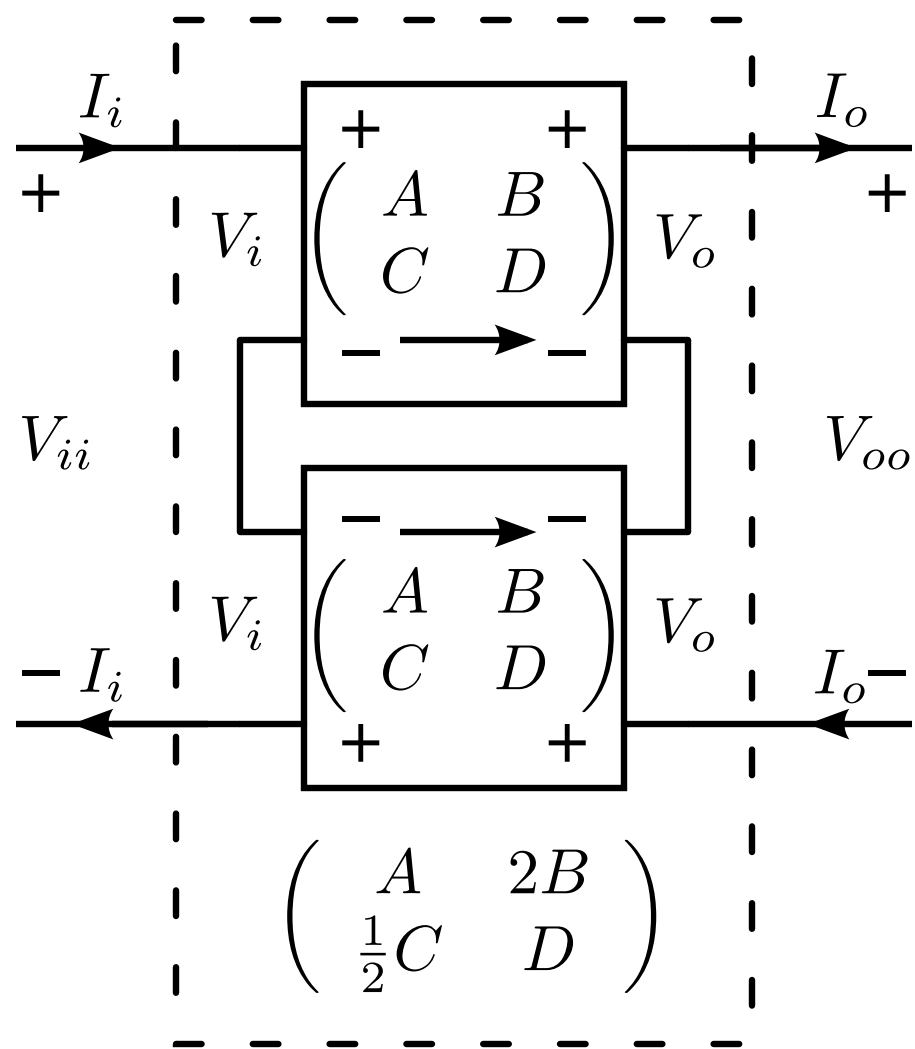 I_i I_o
+ +
+ +
A B
V_i V_o
C D
− −
V_ii V_oo
− −
A B
V_i V_o
C D
− I_i I_o −
+ +
A 2B
½C D